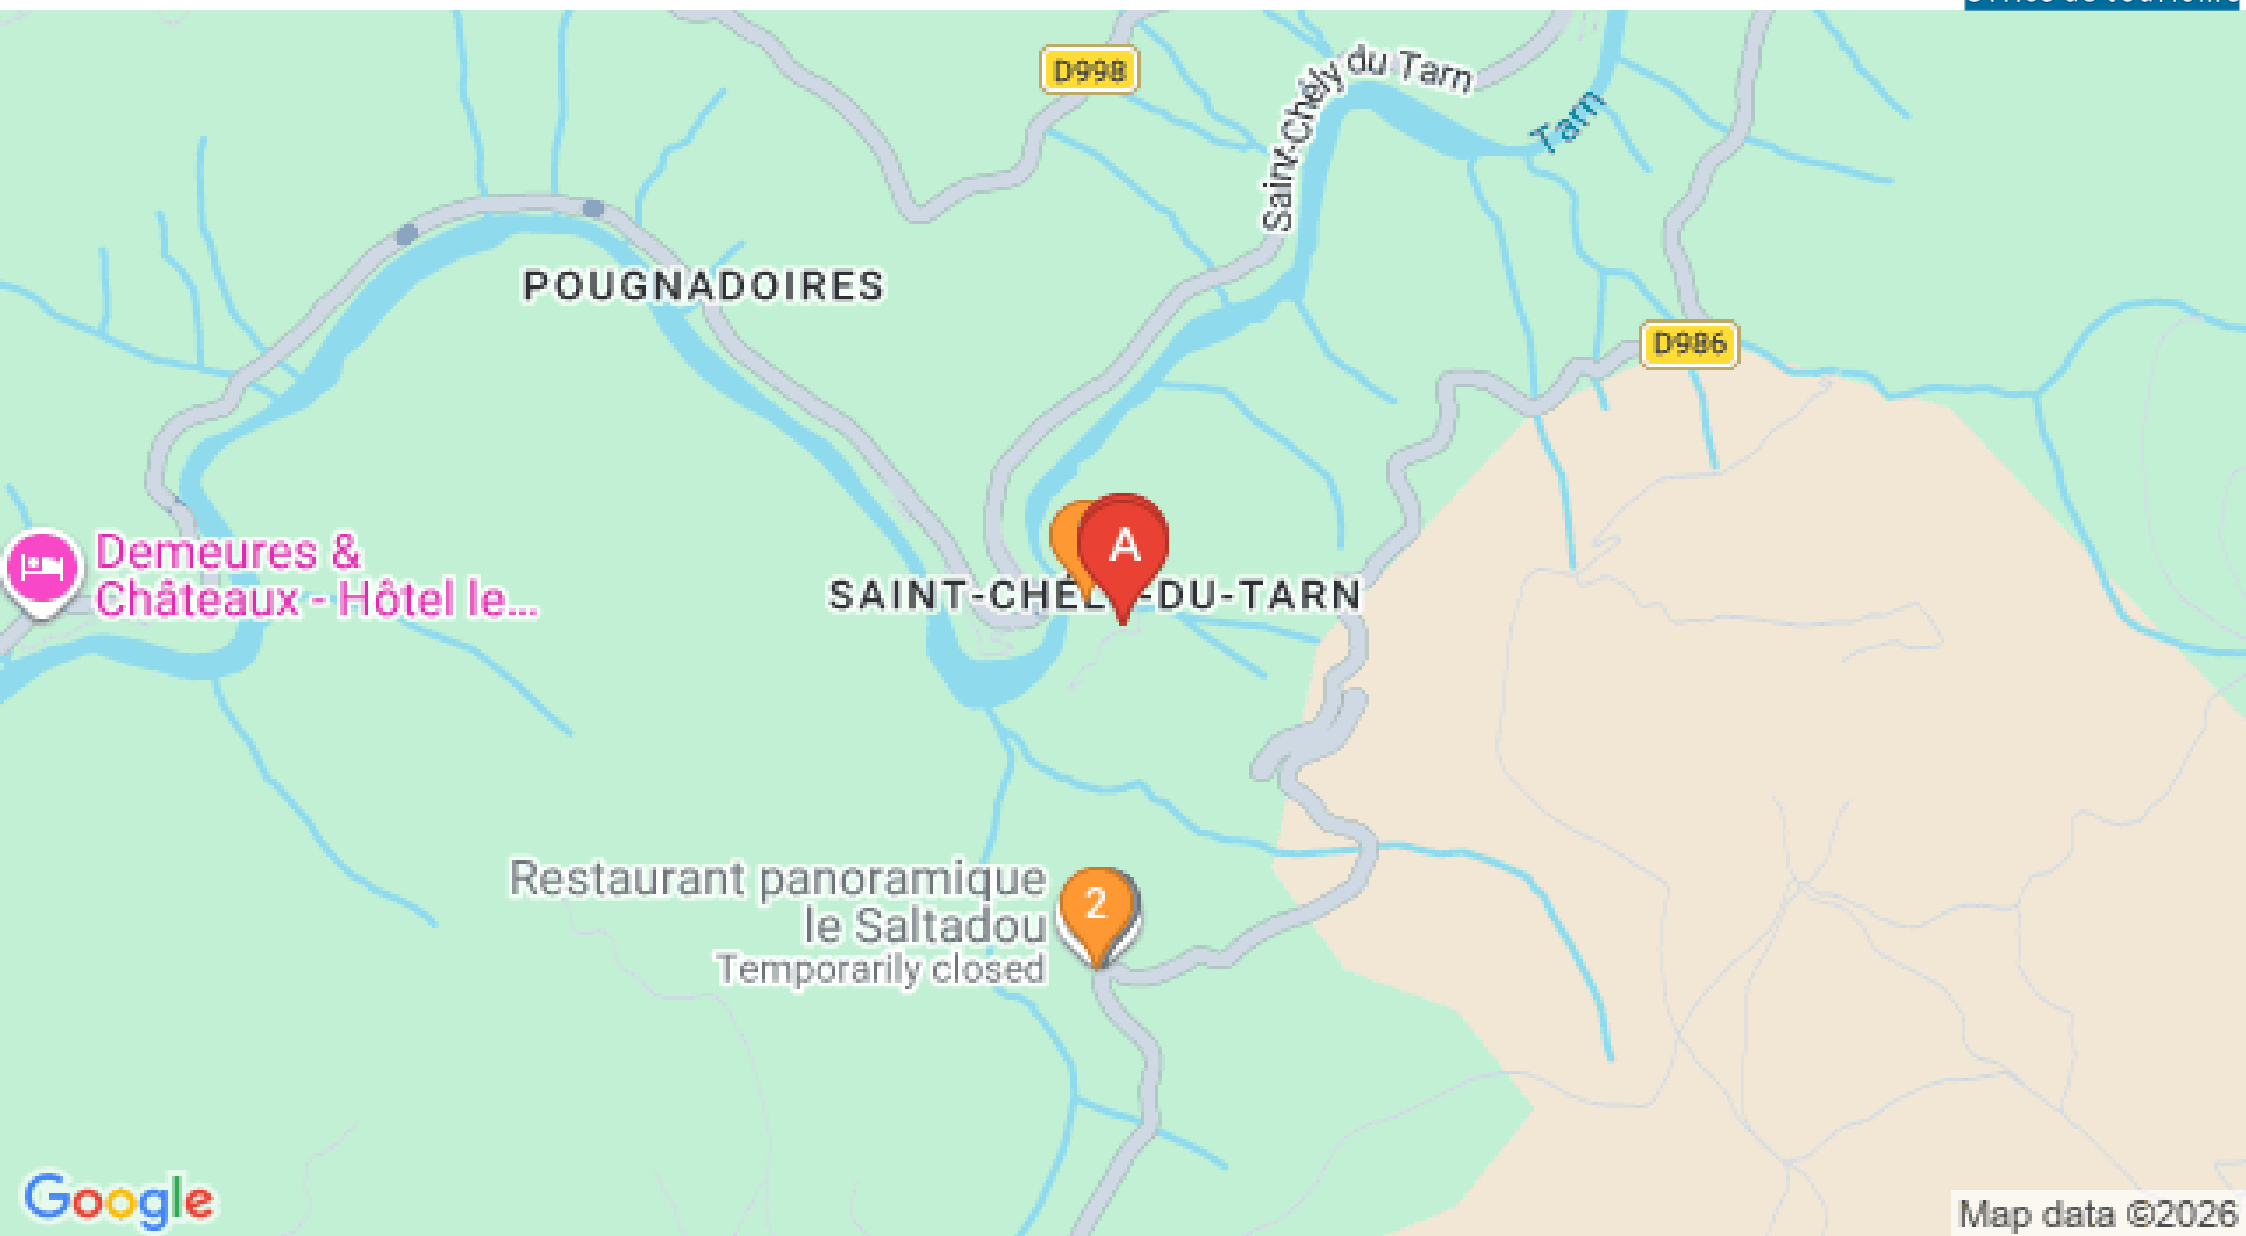 D998
Saint-Chély du Tarn
Tarn
POUGNADOIRES
D986
Demeures &
Châteaux - Hôtel le...
A
SAINT-CHÉLY-DU-TARN
Restaurant panoramique
le Saltadou
Temporarily closed
2
Google
Map data ©2026